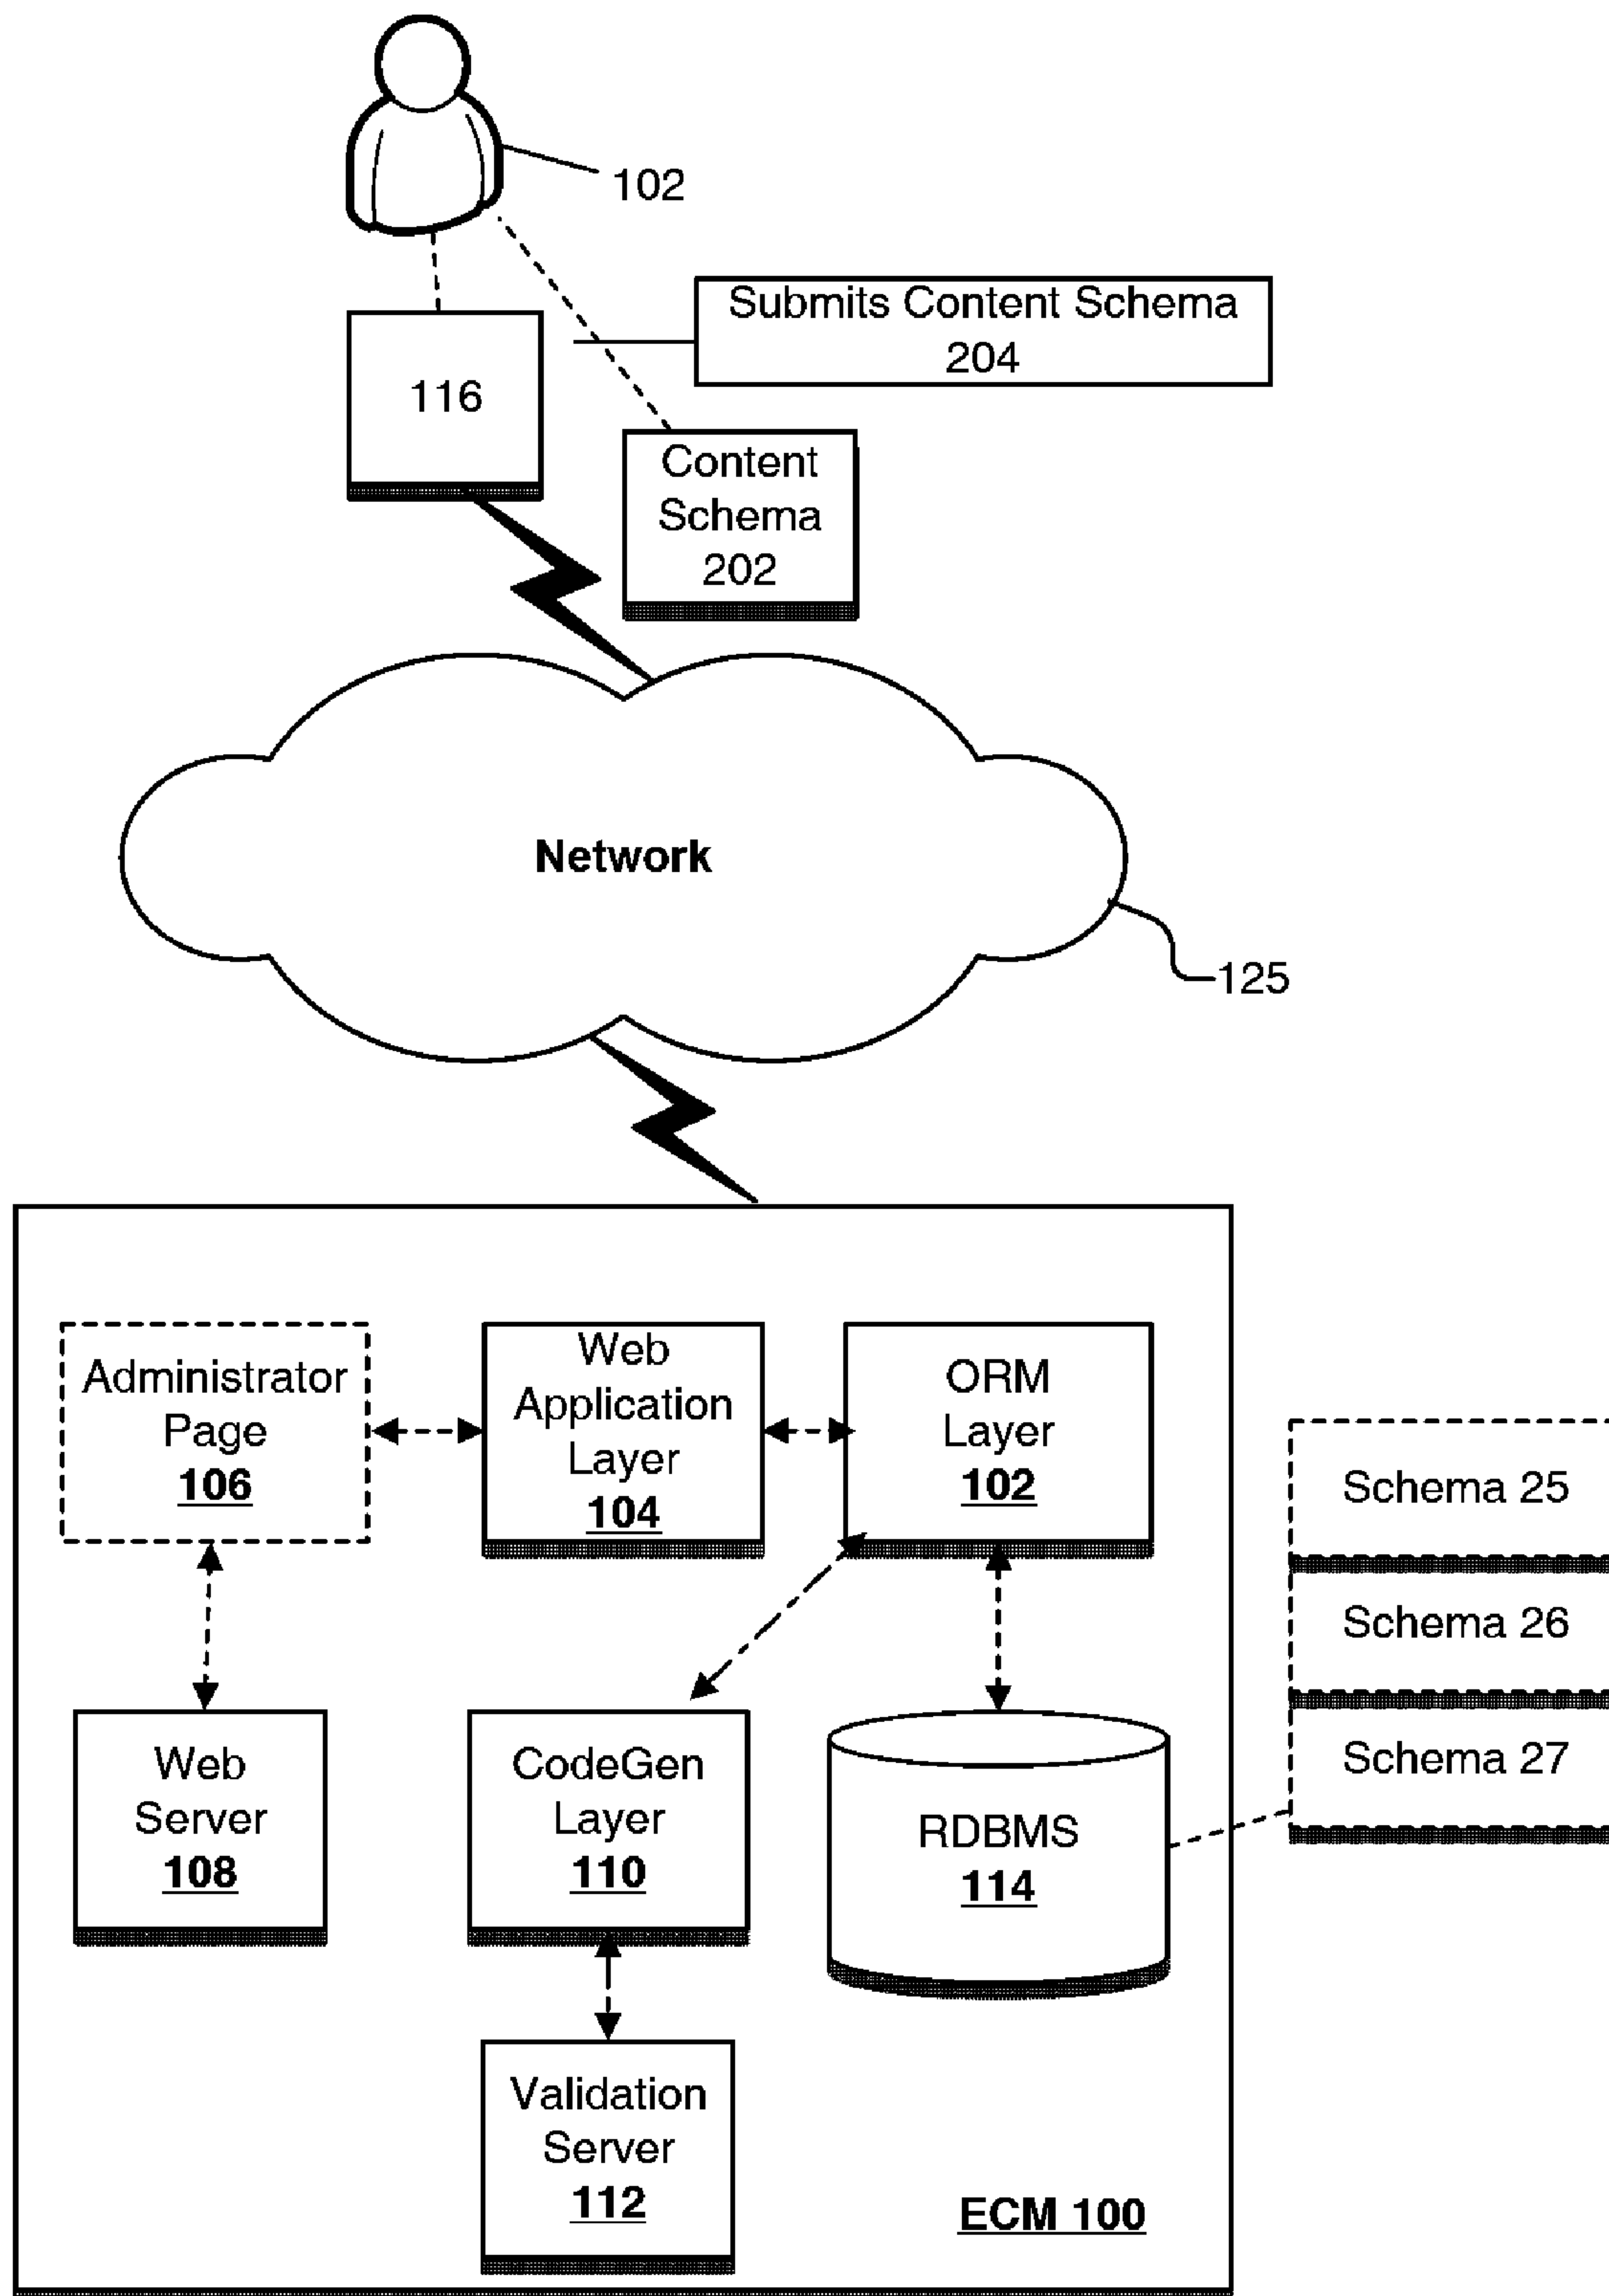 102
Submits Content Schema
204
116
Content
Schema
202
Network
125
Administrator
Page
106
Web
Application
Layer
104
ORM
Layer
102
Schema 25
Schema 26
Schema 27
Web
Server
108
CodeGen
Layer
110
RDBMS
114
Validation
Server
112
ECM 100